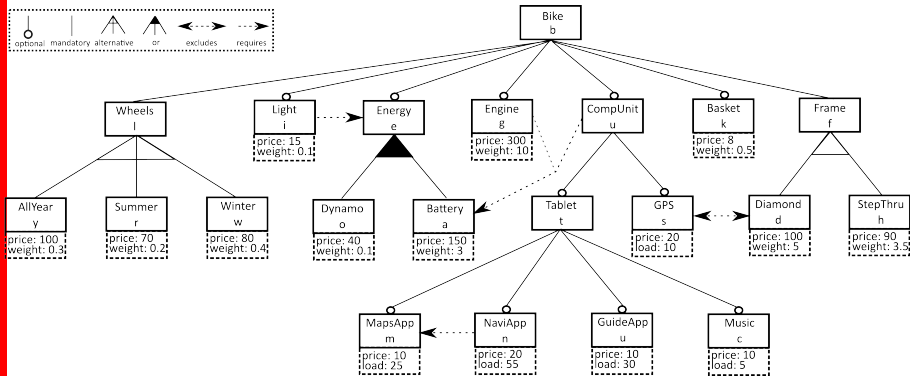 Bike
b
optional mandatory alternative or excludes requires
Wheels
l
Light
i
price: 15
weight: 0.1
Energy
e
Engine
g
price: 300
weight: 10
CompUnit
u
Basket
k
price: 8
weight: 0.5
Frame
f
AllYear
y
price: 100
weight: 0.3
Summer
r
price: 70
weight: 0.2
Winter
w
price: 80
weight: 0.4
Dynamo
o
price: 40
weight: 0.1
Battery
a
price: 150
weight: 3
Tablet
t
GPS
s
price: 20
load: 10
Diamond
d
price: 100
weight: 5
StepThru
h
price: 90
weight: 3.5
MapsApp
m
price: 10
load: 25
NaviApp
n
price: 20
load: 55
GuideApp
u
price: 10
load: 30
Music
c
price: 10
load: 5